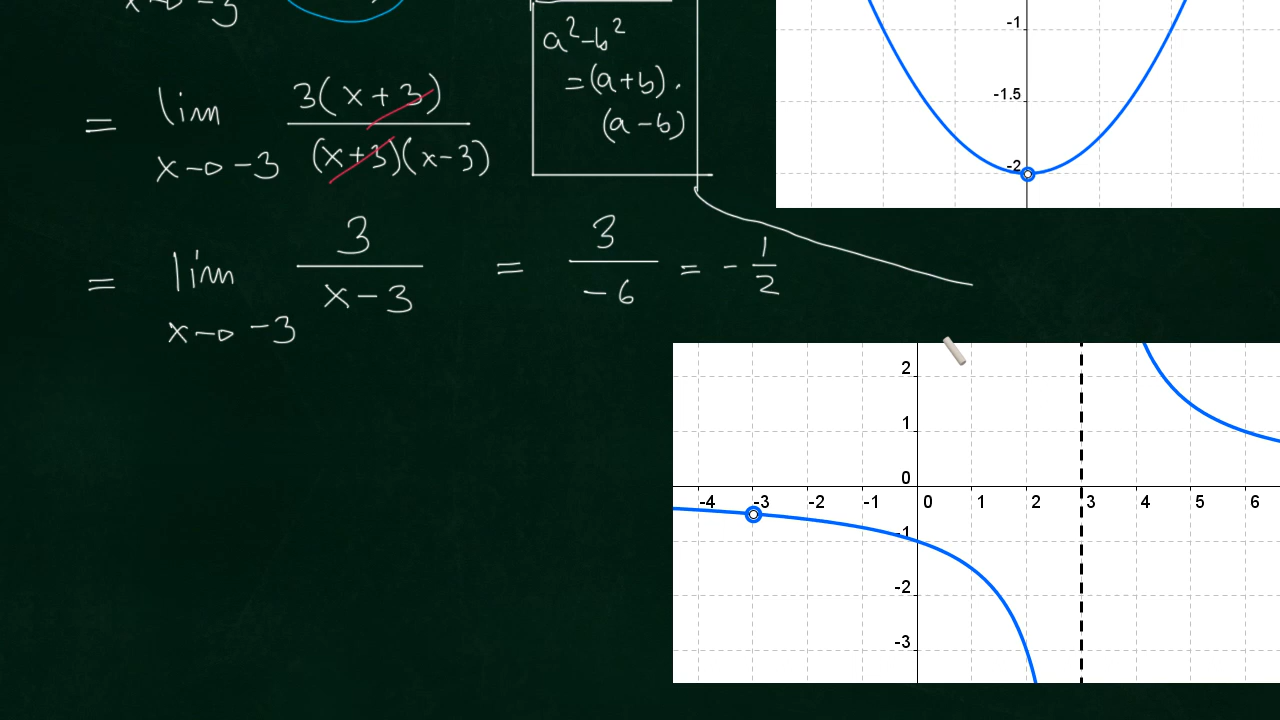 x→ -3
a²-b²
=(a+b).
(a-b)
= lim 3(x+3)
x→ -3 (x+3)(x-3)
= lim 3 = 3 = - 1
x-3 -6 2
x→ -3
-1
-1.5
-2
2
1
0
-4 -3 -2 -1 0 1 2 3 4 5 6
-1
-2
-3